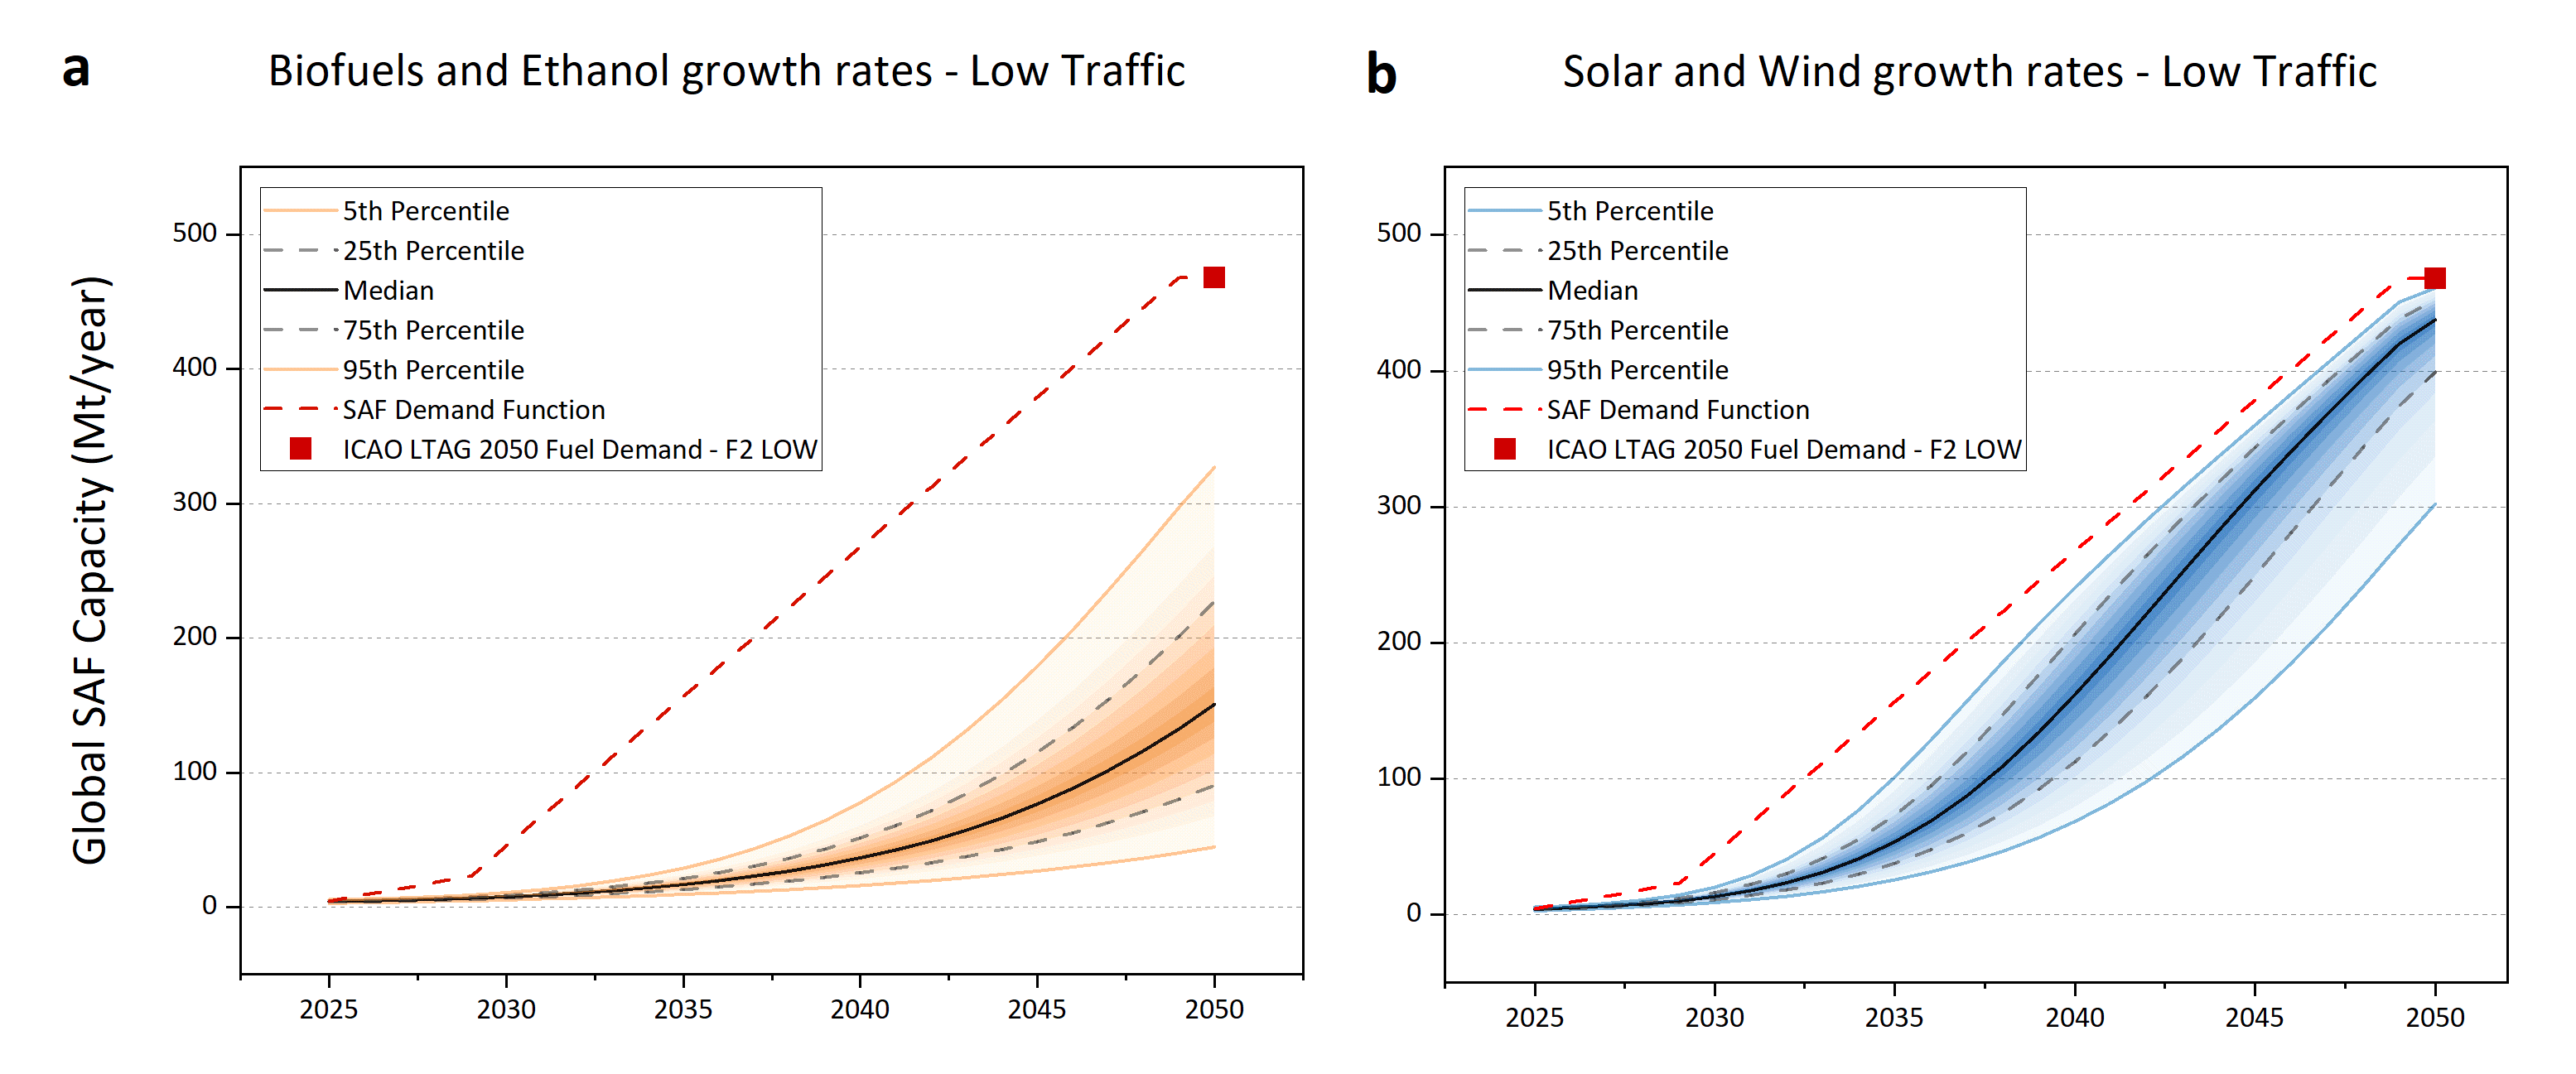 a
Biofuels and Ethanol growth rates - Low Traffic
Global SAF Capacity (Mt/year)
500
400
300
200
100
0
5th Percentile
25th Percentile
Median
75th Percentile
95th Percentile
SAF Demand Function
ICAO LTAG 2050 Fuel Demand - F2 LOW
2025 2030 2035 2040 2045 2050
b
Solar and Wind growth rates - Low Traffic
500
400
300
200
100
0
5th Percentile
25th Percentile
Median
75th Percentile
95th Percentile
SAF Demand Function
ICAO LTAG 2050 Fuel Demand - F2 LOW
2025 2030 2035 2040 2045 2050